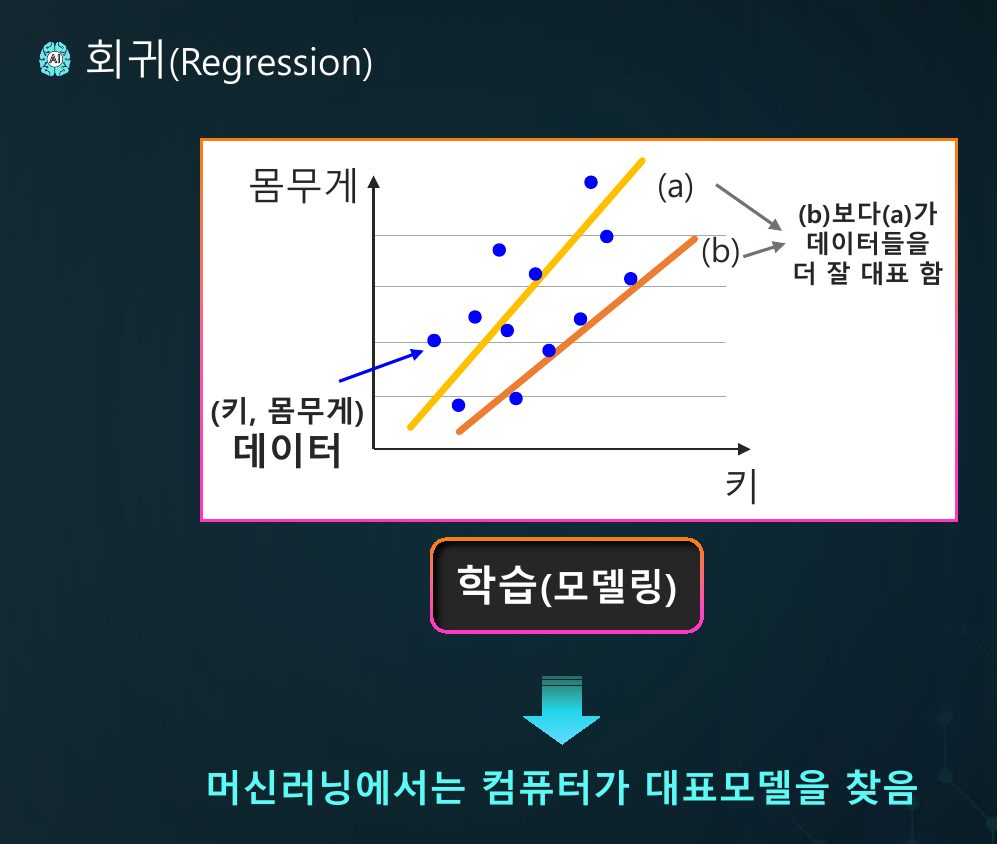 AI 회귀(Regression)
몸무게
(a)
(b)
(b)보다(a)가
데이터들을
더 잘 대표 함
(키, 몸무게)
데이터
키
학습(모델링)
머신러닝에서는 컴퓨터가 대표모델을 찾음